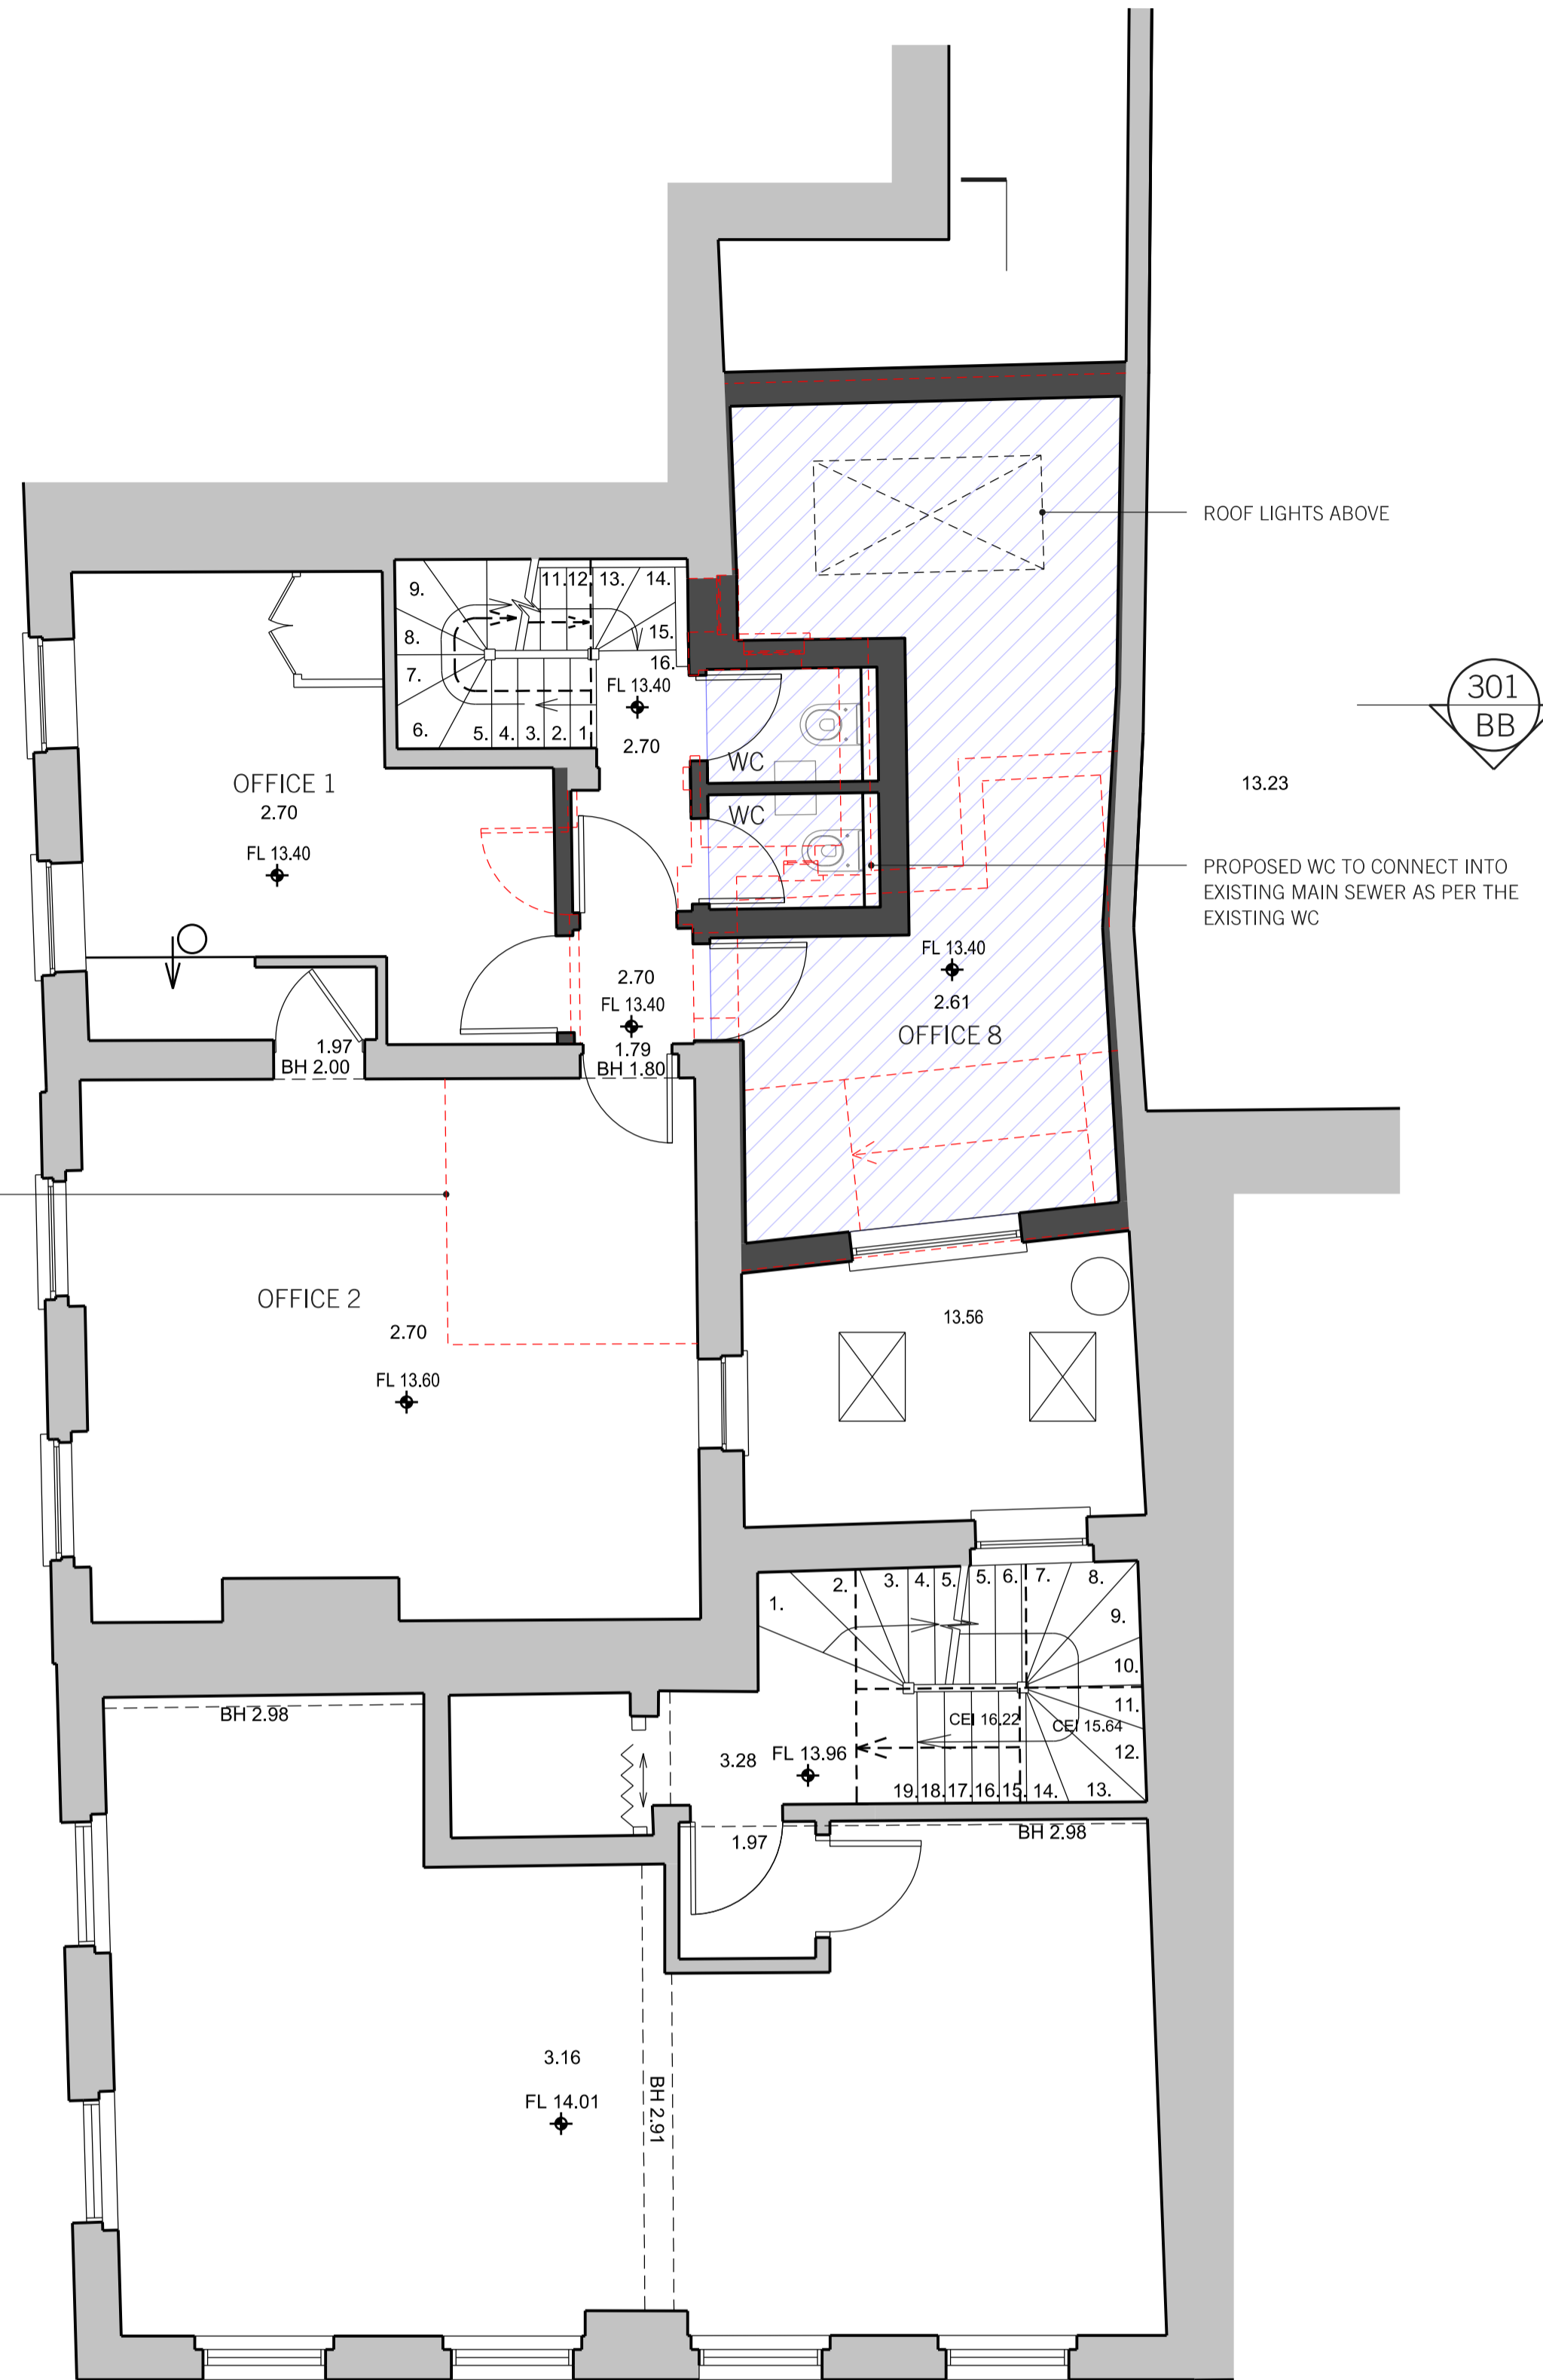 ROOF LIGHTS ABOVE
9.
11.
12.
13.
14.
8.
15.
7.
16.
FL 13.40
6.
5.
4.
3.
2.
1.
2.70
301
BB
WC
13.23
OFFICE 1
2.70
WC
FL 13.40
PROPOSED WC TO CONNECT INTO
EXISTING MAIN SEWER AS PER THE
EXISTING WC
FL 13.40
2.61
OFFICE 8
2.70
FL 13.40
1.79
BH 1.80
1.97
BH 2.00
OFFICE 2
2.70
FL 13.60
13.56
1.
2.
3.
4.
5.
5.
6.
7.
8.
9.
10.
11.
12.
13.
14.
15.
16.
17.
18.
19.
CEI 16.22
CEI 15.64
BH 2.98
3.28
FL 13.96
1.97
BH 2.98
3.16
FL 14.01
BH 2.91